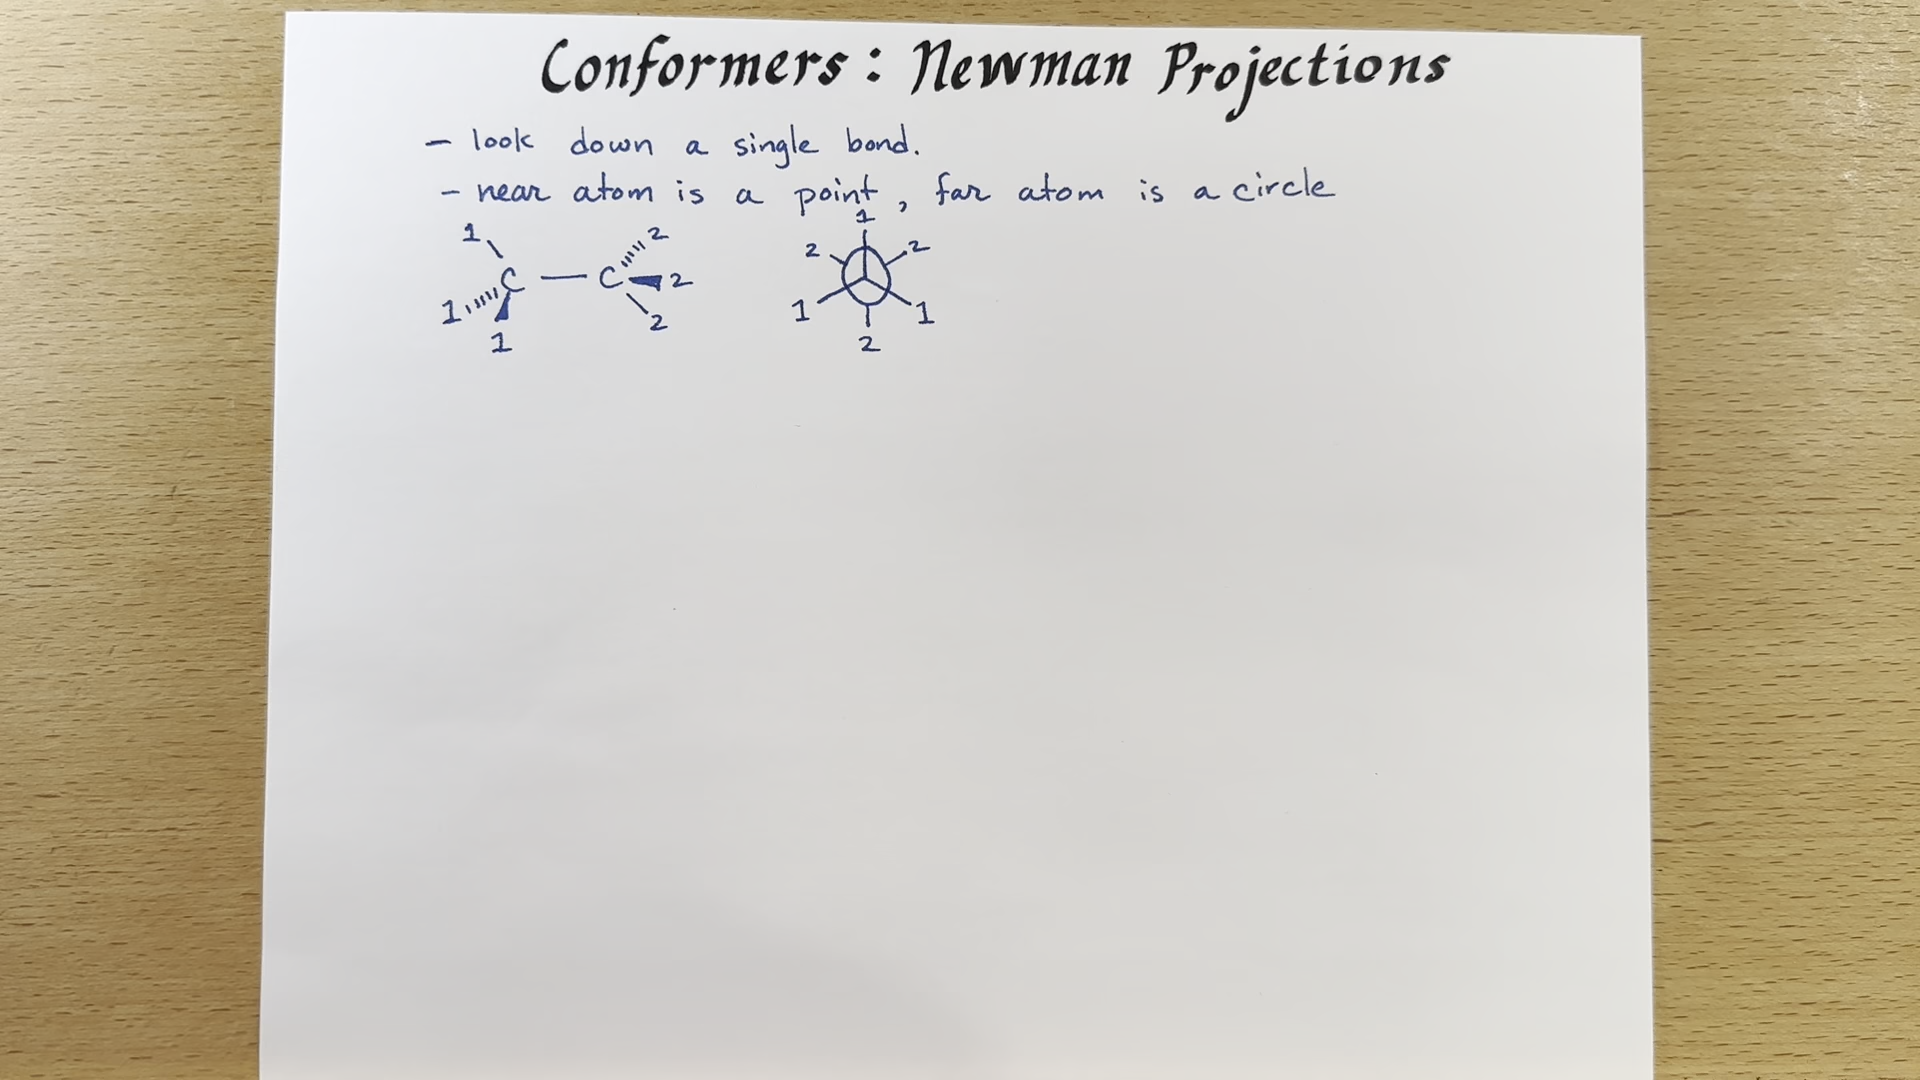 Conformers : Newman Projections
- look down a single bond.
- near atom is a point, far atom is a circle
1 2 1
2 2
C — C 2
1 1 1
1 2 2